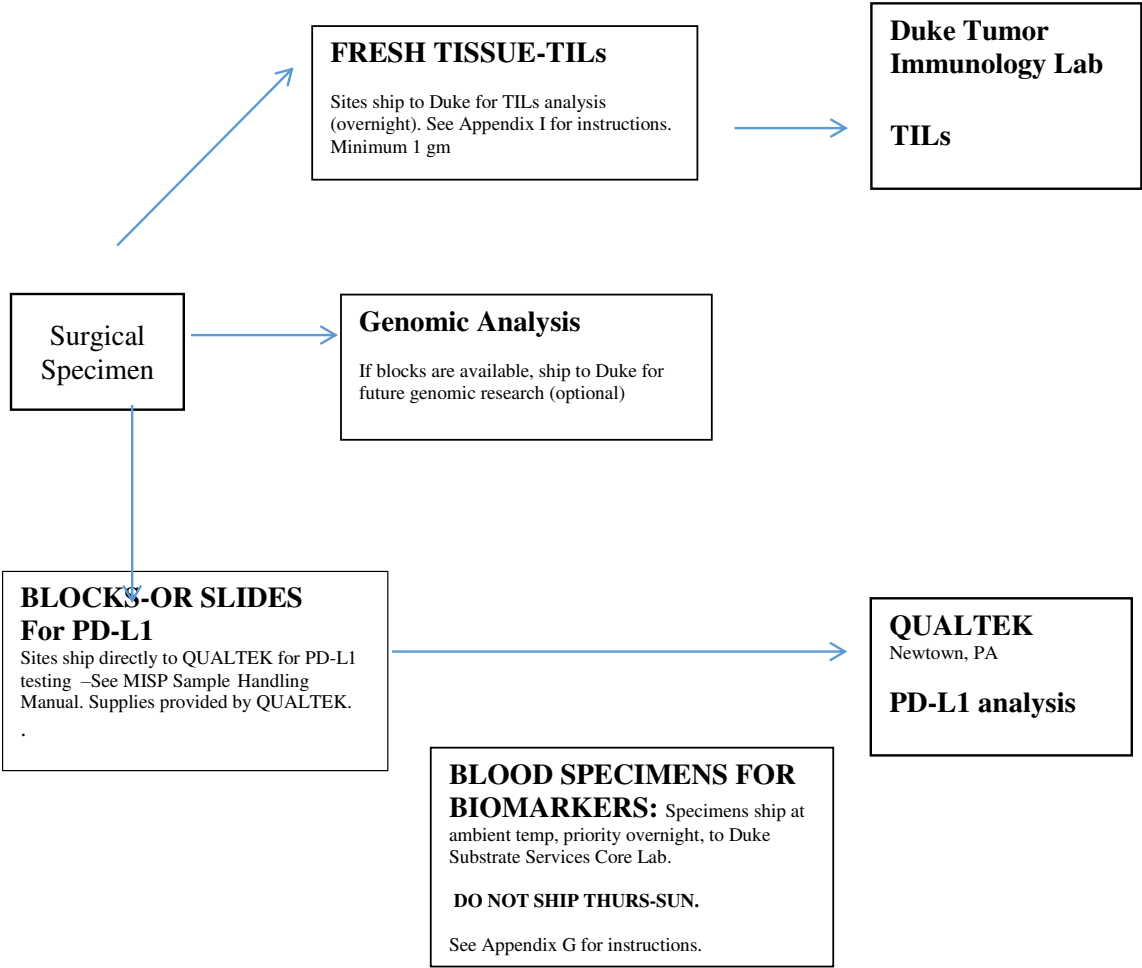 FRESH TISSUE-TILs
Sites ship to Duke for TILs analysis
(overnight). See Appendix I for instructions.
Minimum 1 gm
Duke Tumor
Immunology Lab
TILs
Surgical
Specimen
Genomic Analysis
If blocks are available, ship to Duke for
future genomic research (optional)
BLOCKS-OR SLIDES
For PD-L1
Sites ship directly to QUALTEK for PD-L1
testing –See MISP Sample Handling
Manual. Supplies provided by QUALTEK.
.
QUALTEK
Newtown, PA
PD-L1 analysis
BLOOD SPECIMENS FOR
BIOMARKERS: Specimens ship at
ambient temp, priority overnight, to Duke
Substrate Services Core Lab.
DO NOT SHIP THURS-SUN.
See Appendix G for instructions.